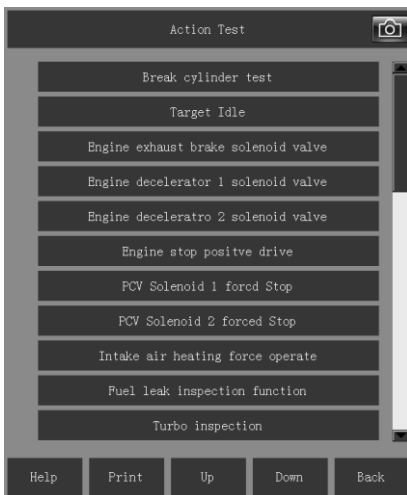 Action Test
Break cylinder test
Target Idle
Engine exhaust brake solenoid valve
Engine decelerator 1 solenoid valve
Engine deceleratro 2 solenoid valve
Engine stop positve drive
PCV Solenoid 1 forcd Stop
PCV Solenoid 2 forced Stop
Intake air heating force operate
Fuel leak inspection function
Turbo inspection
Help Print Up Down Back